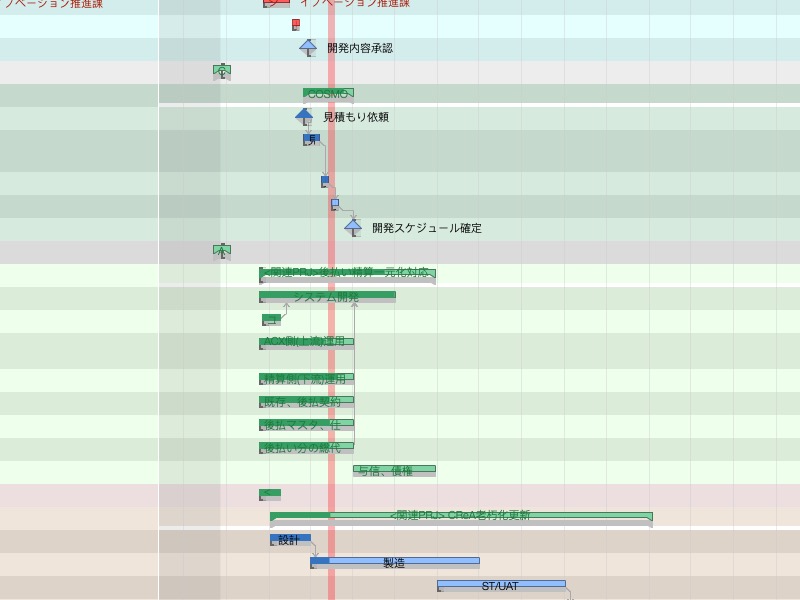 イノベーション推進課
イノベーション推進課
開発内容承認
COSMO
見積もり依頼
見
開発スケジュール確定
<関連PRJ>後払い精算一元化対応
システム開発
ユ
ACX側(上流)運用
精算側(下流)運用
既存、後払契約
後払マスタ、仕
後払い分の総代
与信、債権
<
<関連PRJ> CReA老朽化更新
設計
製造
ST/UAT